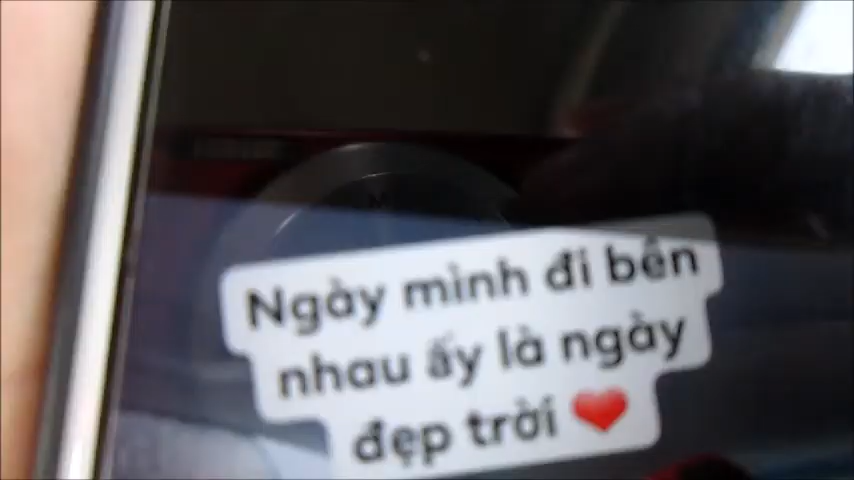 Ngày mình đi bên
nhau ấy là ngày
đẹp trời ❤️